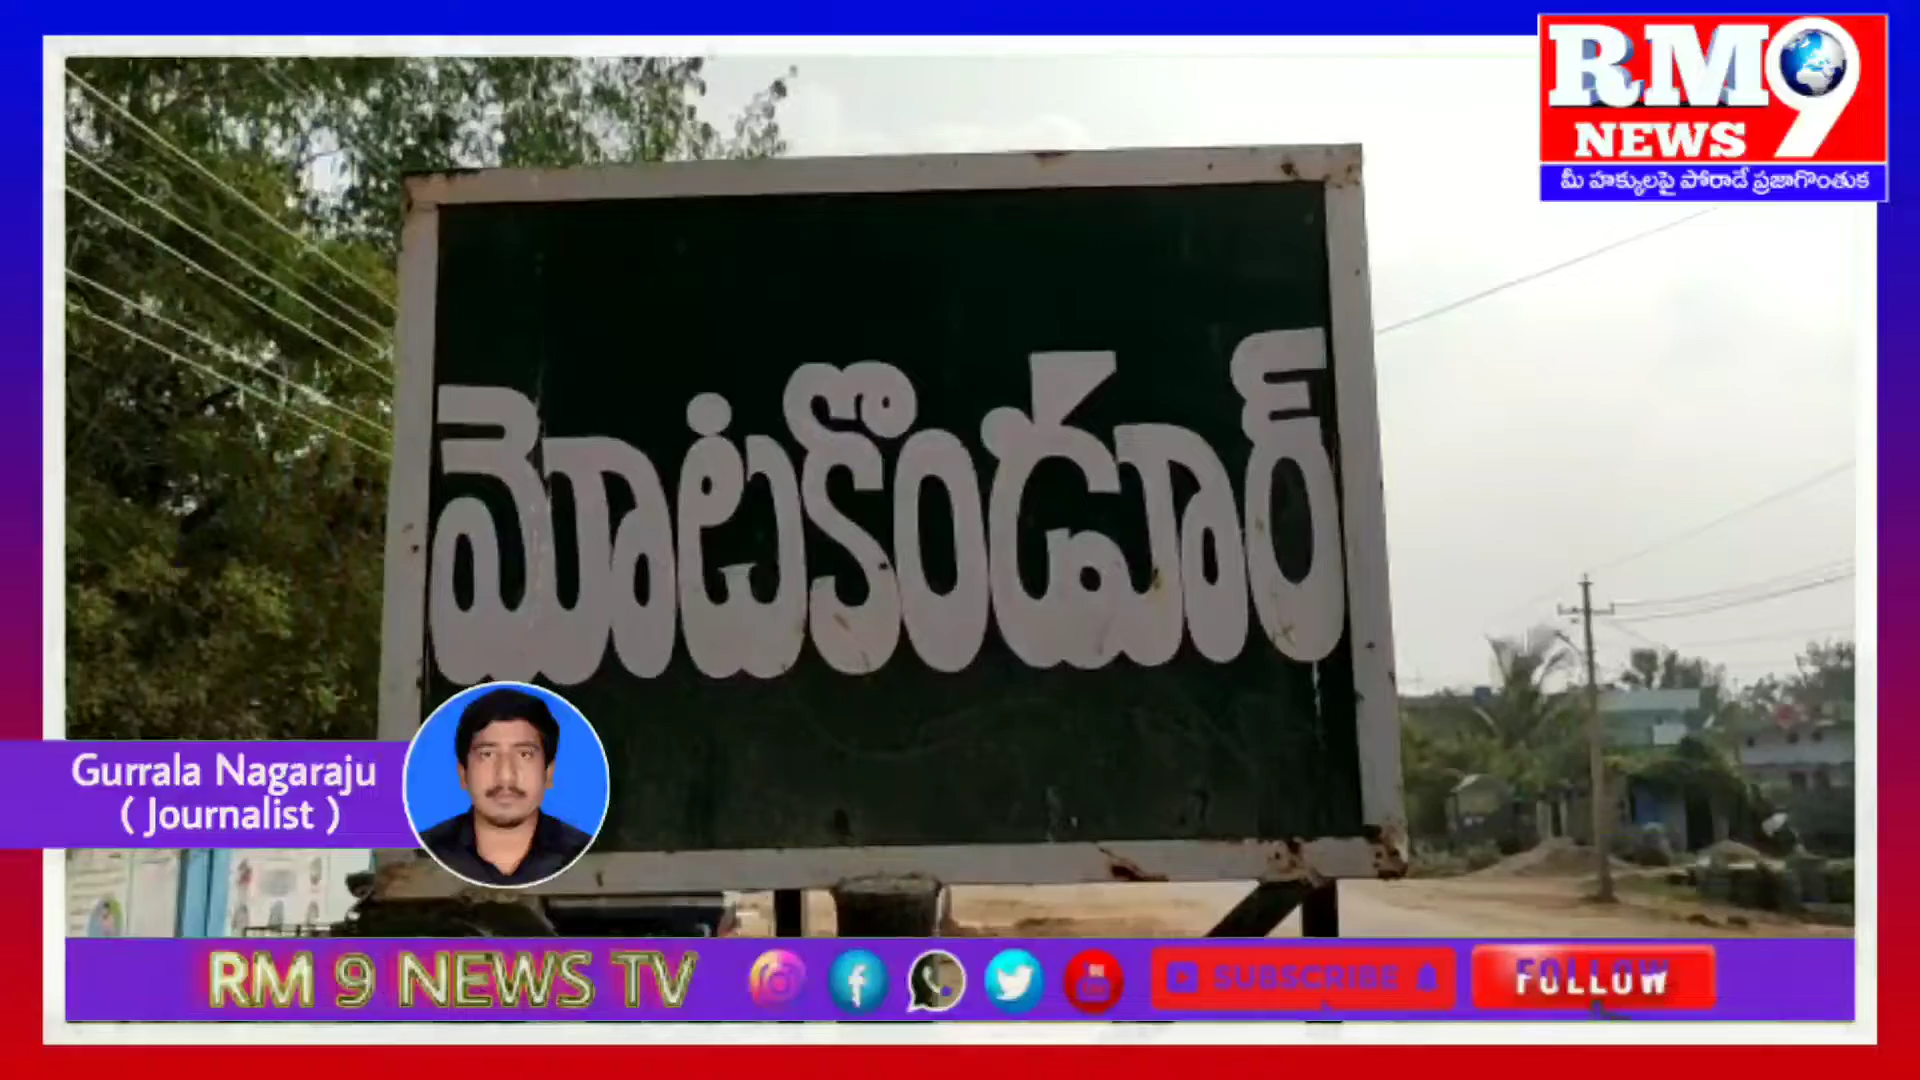 RM9
NEWS
మీ హక్కులపై పోరాడే ప్రజాగొంతుక
మోటకొండూర్
Gurrala Nagaraju
( Journalist )
RM 9 NEWS TV
SUBSCRIBE
FOLLOW